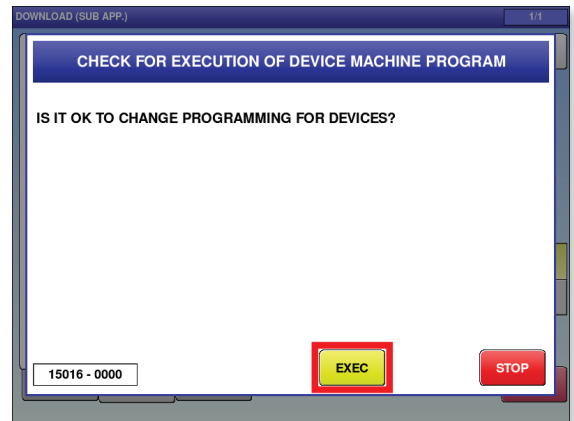 DOWNLOAD (SUB APP.) 1/1
CHECK FOR EXECUTION OF DEVICE MACHINE PROGRAM
IS IT OK TO CHANGE PROGRAMMING FOR DEVICES?
15016 - 0000
EXEC
STOP